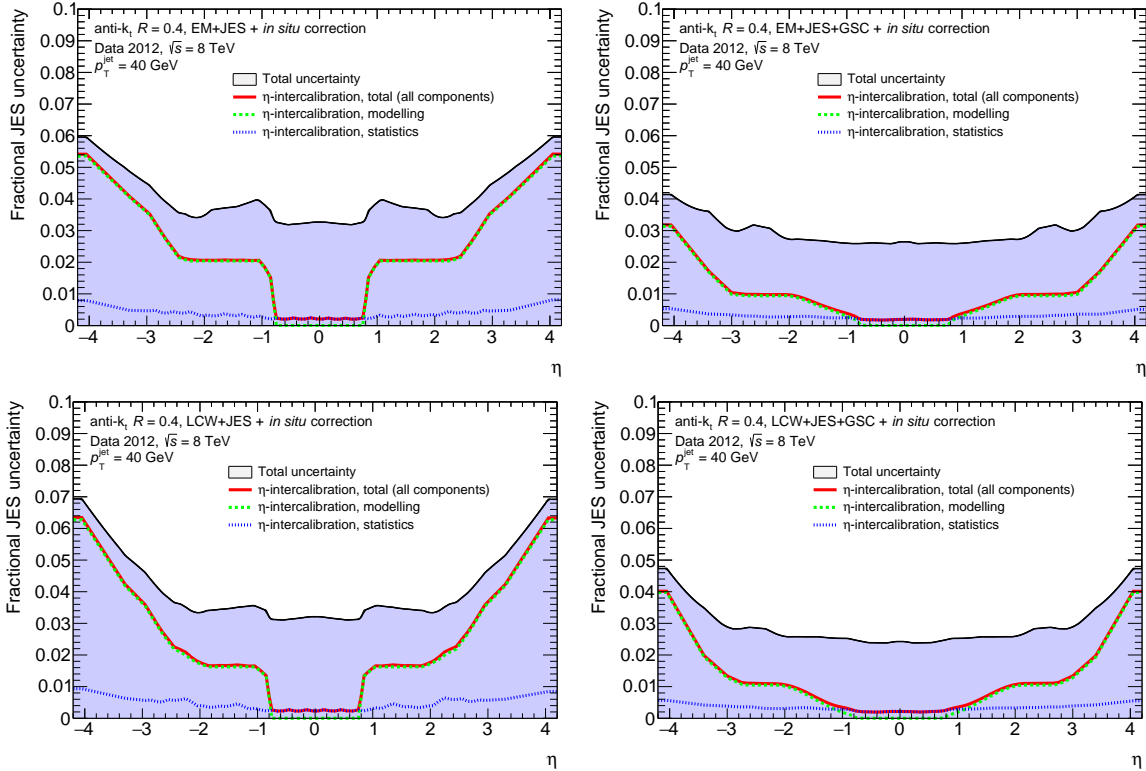 anti-kt R = 0.4, EM+JES + in situ correction
Data 2012, √s = 8 TeV
pTjet = 40 GeV
Total uncertainty
η-intercalibration, total (all components)
η-intercalibration, modelling
η-intercalibration, statistics
Fractional JES uncertainty
0.1
0.09
0.08
0.07
0.06
0.05
0.04
0.03
0.02
0.01
0
−4 −3 −2 −1 0 1 2 3 4
η
anti-kt R = 0.4, EM+JES+GSC + in situ correction
Data 2012, √s = 8 TeV
pTjet = 40 GeV
Total uncertainty
η-intercalibration, total (all components)
η-intercalibration, modelling
η-intercalibration, statistics
Fractional JES uncertainty
0.1
0.09
0.08
0.07
0.06
0.05
0.04
0.03
0.02
0.01
0
−4 −3 −2 −1 0 1 2 3 4
η
anti-kt R = 0.4, LCW+JES + in situ correction
Data 2012, √s = 8 TeV
pTjet = 40 GeV
Total uncertainty
η-intercalibration, total (all components)
η-intercalibration, modelling
η-intercalibration, statistics
Fractional JES uncertainty
0.1
0.09
0.08
0.07
0.06
0.05
0.04
0.03
0.02
0.01
0
−4 −3 −2 −1 0 1 2 3 4
η
anti-kt R = 0.4, LCW+JES+GSC + in situ correction
Data 2012, √s = 8 TeV
pTjet = 40 GeV
Total uncertainty
η-intercalibration, total (all components)
η-intercalibration, modelling
η-intercalibration, statistics
Fractional JES uncertainty
0.1
0.09
0.08
0.07
0.06
0.05
0.04
0.03
0.02
0.01
0
−4 −3 −2 −1 0 1 2 3 4
η